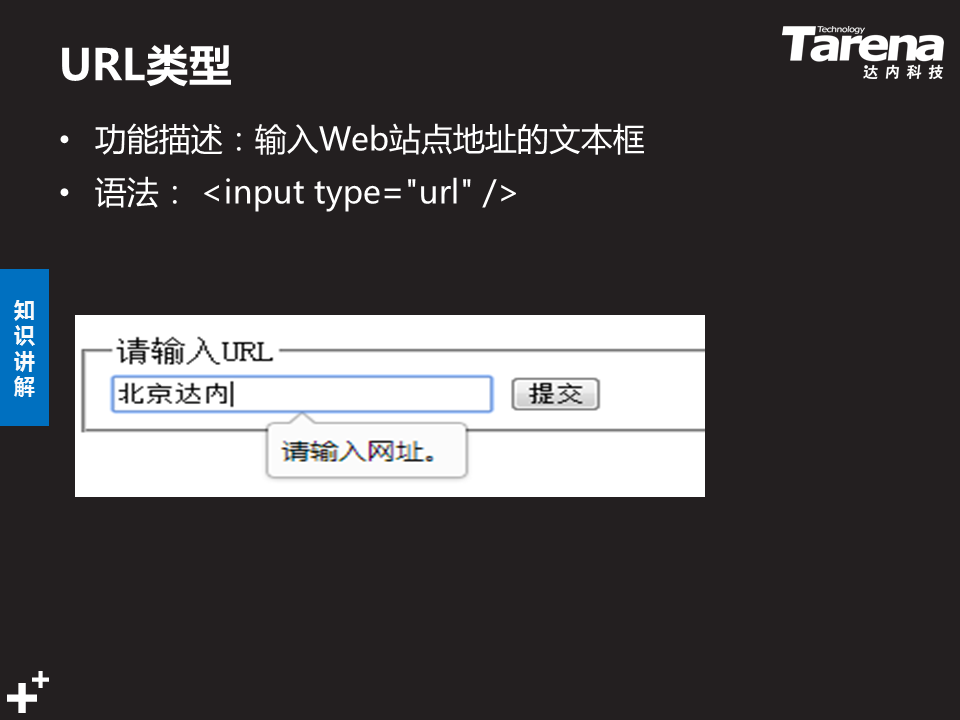 URL类型
Technology
Tarena
达内科技
• 功能描述：输入Web站点地址的文本框
• 语法： <input type="url" />
知识讲解
请输入URL
北京达内 提交
请输入网址。